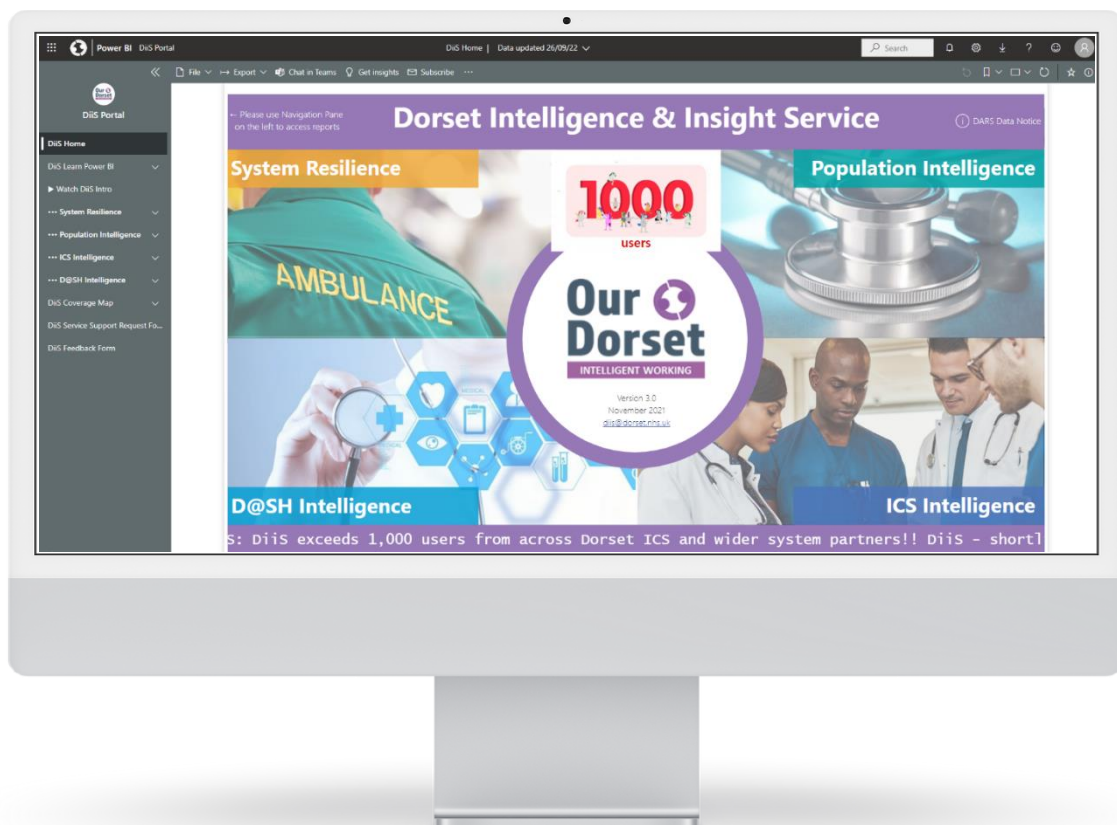 Power BI DiiS Portal
DiiS Home | Data updated 26/09/22
Search
File
Export
Chat in Teams
Get insights
Subscribe
Our Dorset
DiiS Portal
DiiS Home
DiiS Learn Power BI
▶ Watch DiiS Intro
••• System Resilience
••• Population Intelligence
••• ICS Intelligence
••• D@SH Intelligence
DiiS Coverage Map
DiiS Service Support Request Fo...
DiiS Feedback Form
← Please use Navigation Pane
on the left to access reports
Dorset Intelligence & Insight Service
DARS Data Notice
System Resilience
Population Intelligence
1000
users
AMBULANCE
Our
Dorset
INTELLIGENT WORKING
Version 3.0
November 2021
diis@dorset.nhs.uk
MEDICAL
D@SH Intelligence
ICS Intelligence
S: DiiS exceeds 1,000 users from across Dorset ICS and wider system partners!! DiiS - shortl